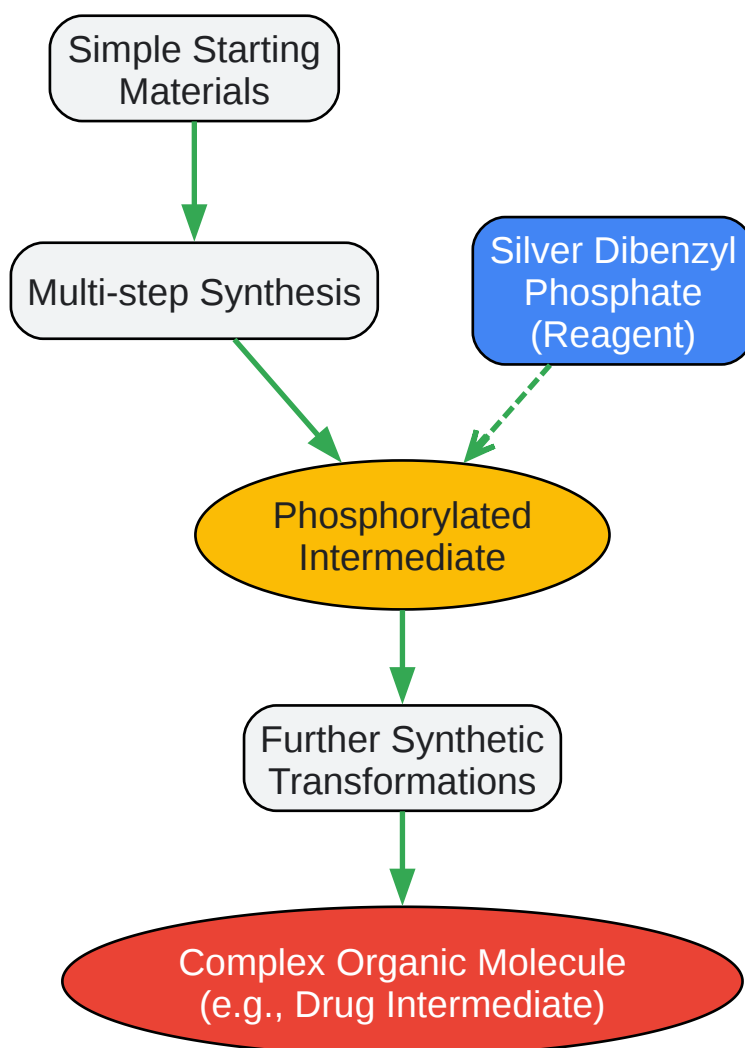 Simple Starting
Materials
Multi-step Synthesis
Silver Dibenzyl
Phosphate
(Reagent)
Phosphorylated
Intermediate
Further Synthetic
Transformations
Complex Organic Molecule
(e.g., Drug Intermediate)